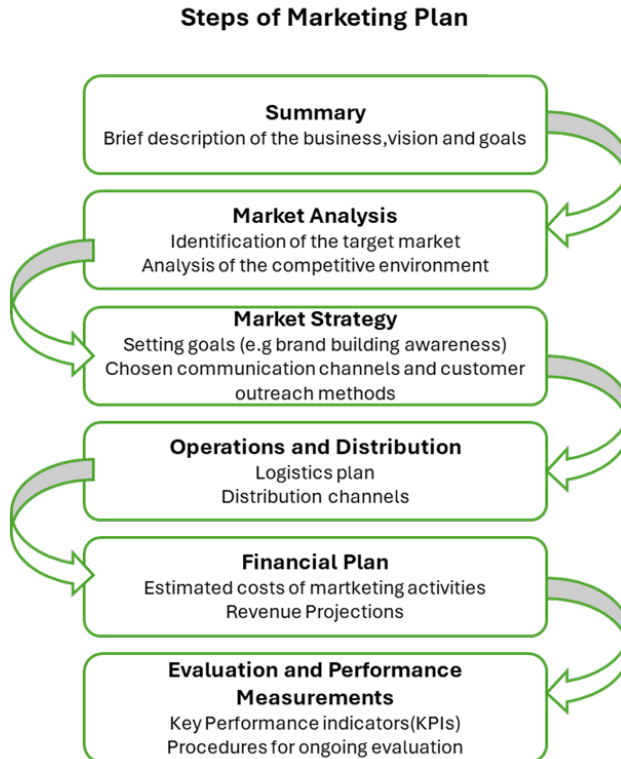 Steps of Marketing Plan
Summary
Brief description of the business,vision and goals
Market Analysis
Identification of the target market
Analysis of the competitive environment
Market Strategy
Setting goals (e.g brand building awareness)
Chosen communication channels and customer
outreach methods
Operations and Distribution
Logistics plan
Distribution channels
Financial Plan
Estimated costs of martketing activities
Revenue Projections
Evaluation and Performance
Measurements
Key Performance indicators(KPIs)
Procedures for ongoing evaluation